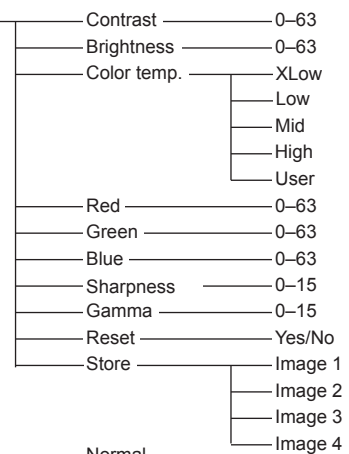 Contrast 0–63
Brightness 0–63
Color temp. XLow
Low
Mid
High
User
Red 0–63
Green 0–63
Blue 0–63
Sharpness 0–15
Gamma 0–15
Reset Yes/No
Store Image 1
Image 2
Image 3
Image 4
Normal